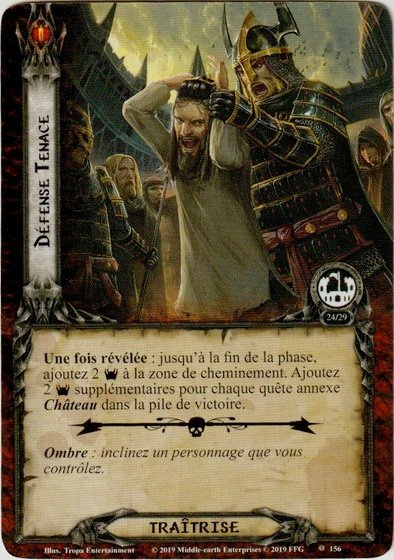 DÉFENSE TENACE
24/29
Une fois révélée : jusqu'à la fin de la phase,
ajoutez 2 à la zone de cheminement. Ajoutez
2 supplémentaires pour chaque quête annexe
Château dans la pile de victoire.
Ombre : inclinez un personnage que vous
contrôlez.
TRAÎTRISE
Illus. Tropa Entertainment © 2019 Middle-earth Enterprises © 2019 FFG 156